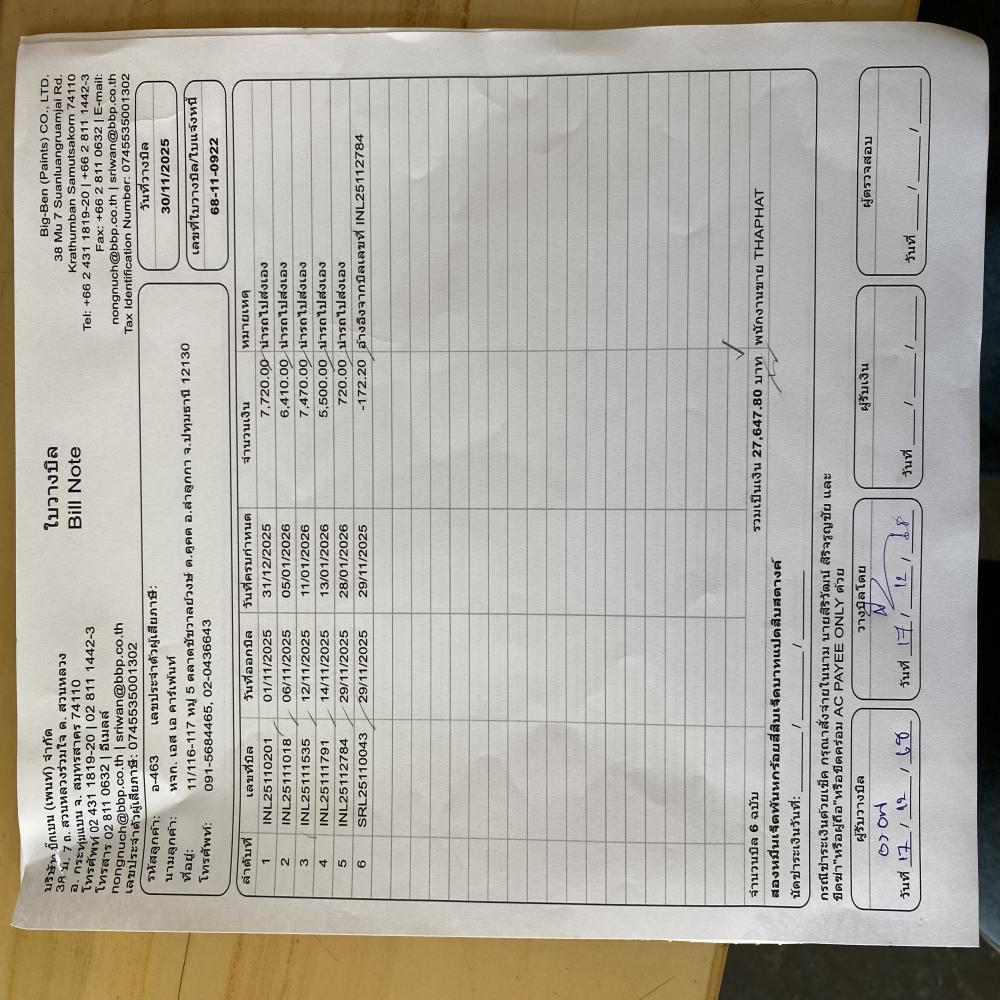 บริษัท บิ๊กเบน (เพนท์) จำกัด
38 ม. 7 ถ. สวนหลวงร่วมใจ ต. สวนหลวง
อ. กระทุ่มแบน จ. สมุทรสาคร 74110
โทรศัพท์ 02 431 1819-20 | 02 811 1442-3
โทรสาร 02 811 0632 | อีเมลล์
nongnuch@bbp.co.th | sriwan@bbp.co.th
เลขประจำตัวผู้เสียภาษี: 0745535001302
ใบวางบิล
Bill Note
Big-Ben (Paints) CO., LTD.
38 Mu 7 Suanluangruamjai Rd.
Krathumban Samutsakorn 74110
Tel: +66 2 431 1819-20 | +66 2 811 1442-3
Fax: +66 2 811 0632 | E-mail:
nongnuch@bbp.co.th | sriwan@bbp.co.th
Tax Identification Number: 0745535001302
รหัสลูกค้า: อ-463 เลขประจำตัวผู้เสียภาษี:
นามลูกค้า: หจก. เอส เอ คาร์เพ้นท์
ที่อยู่: 11/116-117 หมู่ 5 ตลาดชัชวาลย์วงษ์ ต.คูคต อ.ลำลูกกา จ.ปทุมธานี 12130
โทรศัพท์: 091-5684465, 02-0436643
วันที่วางบิล
30/11/2025
เลขที่ใบวางบิล/ใบแจ้งหนี้
68-11-0922
ลำดับที่ เลขที่บิล วันที่ออกบิล วันที่ครบกำหนด จำนวนเงิน หมายเหตุ
1 INL25110201 01/11/2025 31/12/2025 7,720.00 นำรถไปส่งเอง
2 INL25111018 06/11/2025 05/01/2026 6,410.00 นำรถไปส่งเอง
3 INL25111535 12/11/2025 11/01/2026 7,470.00 นำรถไปส่งเอง
4 INL25111791 14/11/2025 13/01/2026 5,500.00 นำรถไปส่งเอง
5 INL25112784 29/11/2025 28/01/2026 720.00 นำรถไปส่งเอง
6 SRL25110043 29/11/2025 29/11/2025 -172.20 อ้างอิงจากบิลเลขที่ INL25112784
จำนวนบิล 6 ฉบับ รวมเป็นเงิน 27,647.80 บาท พนักงานขาย THAPHAT
สองหมื่นเจ็ดพันหกร้อยสี่สิบเจ็ดบาทแปดสิบสตางค์
นัดชำระเงินวันที่: ____/____/____
กรณีชำระเงินด้วยเช็ค กรุณาสั่งจ่ายในนาม นายสิริวัฒน์ สิริจรูญชัย และ
ขีดฆ่า"หรือผู้ถือ"หรือขีดคร่อม AC PAYEE ONLY ด้วย
ผู้รับวางบิล
วันที่ 17 / 12 / 68
วางบิลโดย
วันที่ 17 / 12 / 68
ผู้รับเงิน
วันที่ ____/____/____
ผู้ตรวจสอบ
วันที่ ____/____/____